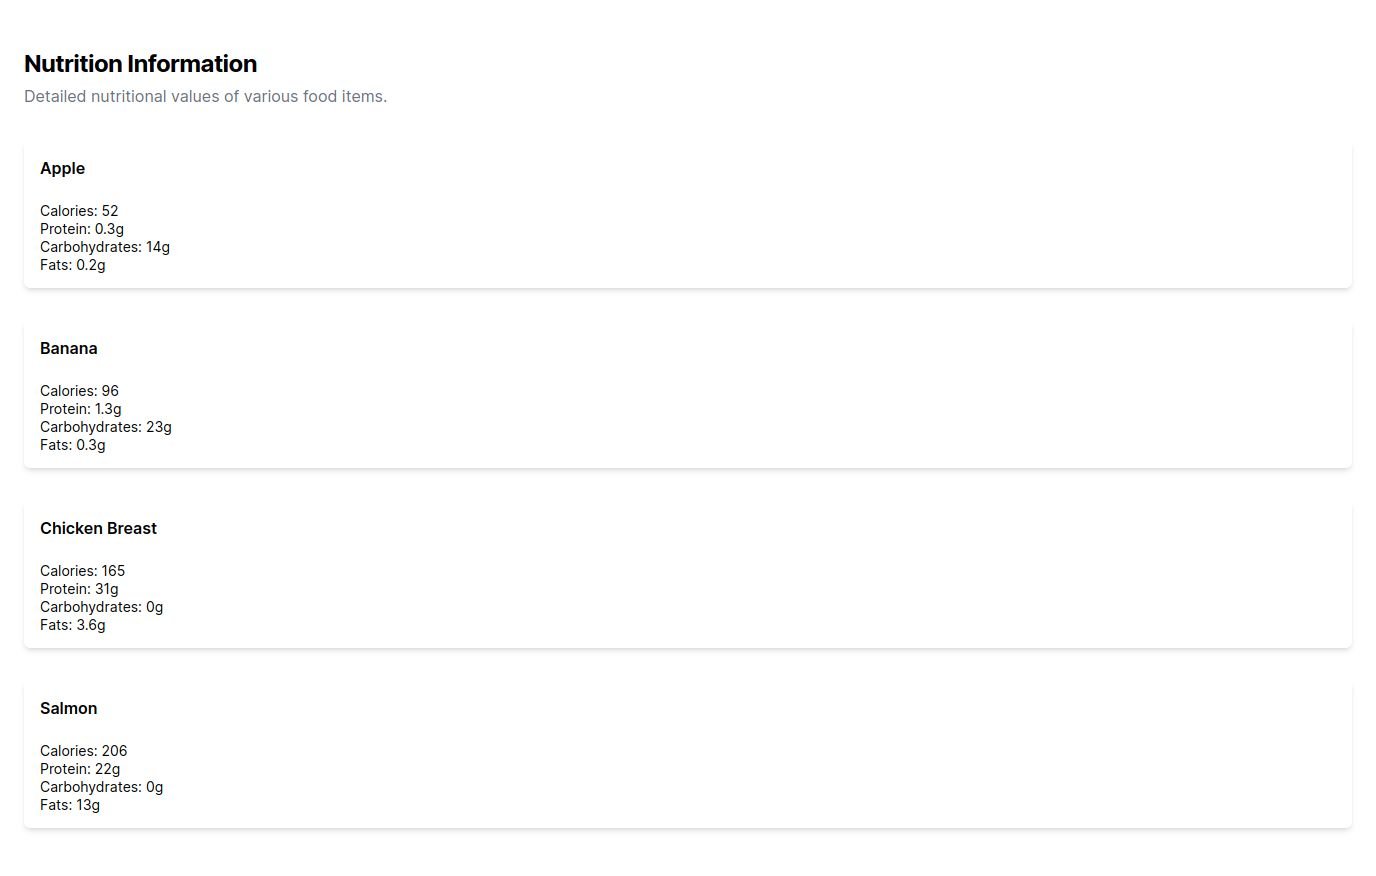 Nutrition Information
Detailed nutritional values of various food items.
Apple
Calories: 52
Protein: 0.3g
Carbohydrates: 14g
Fats: 0.2g
Banana
Calories: 96
Protein: 1.3g
Carbohydrates: 23g
Fats: 0.3g
Chicken Breast
Calories: 165
Protein: 31g
Carbohydrates: 0g
Fats: 3.6g
Salmon
Calories: 206
Protein: 22g
Carbohydrates: 0g
Fats: 13g